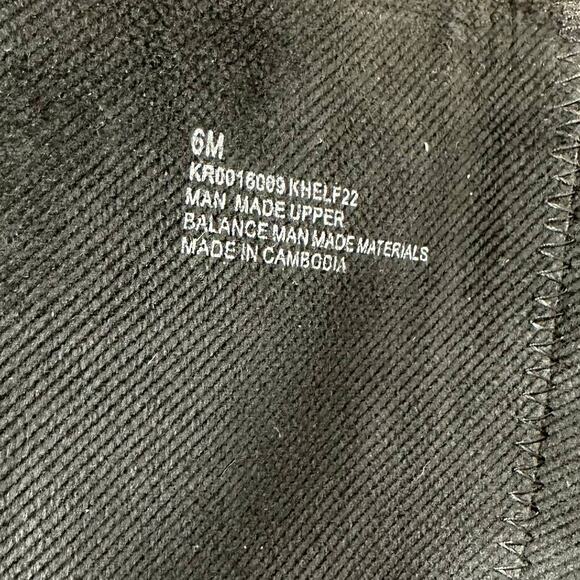 6M
KR0016009 KHELF22
MAN MADE UPPER
BALANCE MAN MADE MATERIALS
MADE IN CAMBODIA